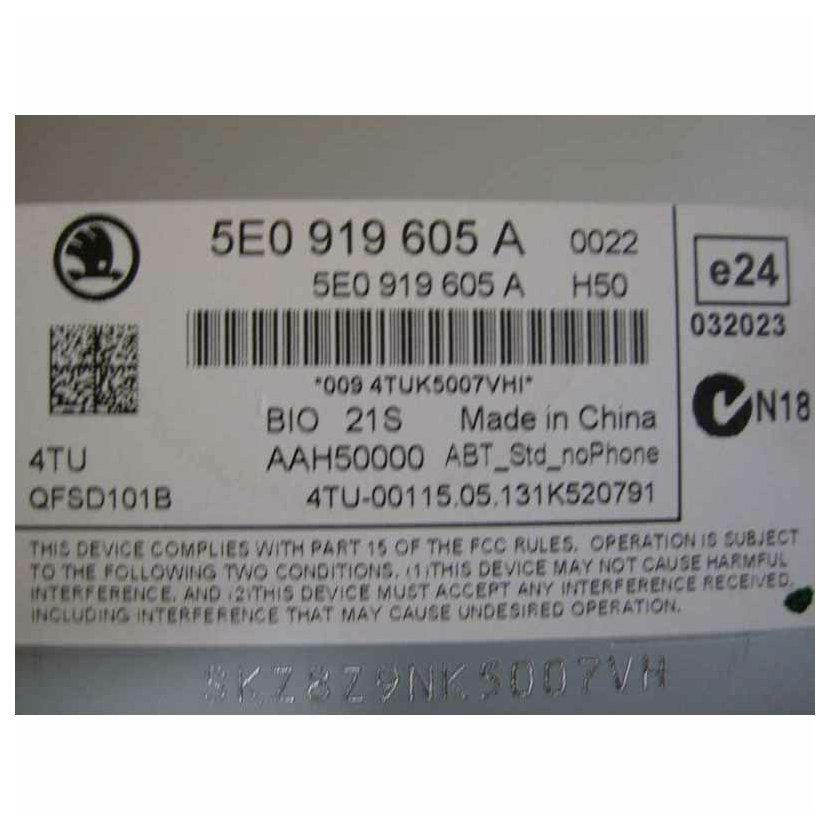 5E0 919 605 A 0022
5E0 919 605 A H50
e24
032023
*009 4TUK5007VHI*
N18
BIO 21S Made in China
4TU AAH50000 ABT_Std_noPhone
QFSD101B 4TU-00115.05.131K520791
THIS DEVICE COMPLIES WITH PART 15 OF THE FCC RULES. OPERATION IS SUBJECT
TO THE FOLLOWING TWO CONDITIONS, (1)THIS DEVICE MAY NOT CAUSE HARMFUL
INTERFERENCE, AND (2)THIS DEVICE MUST ACCEPT ANY INTERFERENCE RECEIVED,
INCLUDING INTERFERENCE THAT MAY CAUSE UNDESIRED OPERATION.
SKZ8Z9NK5007VH